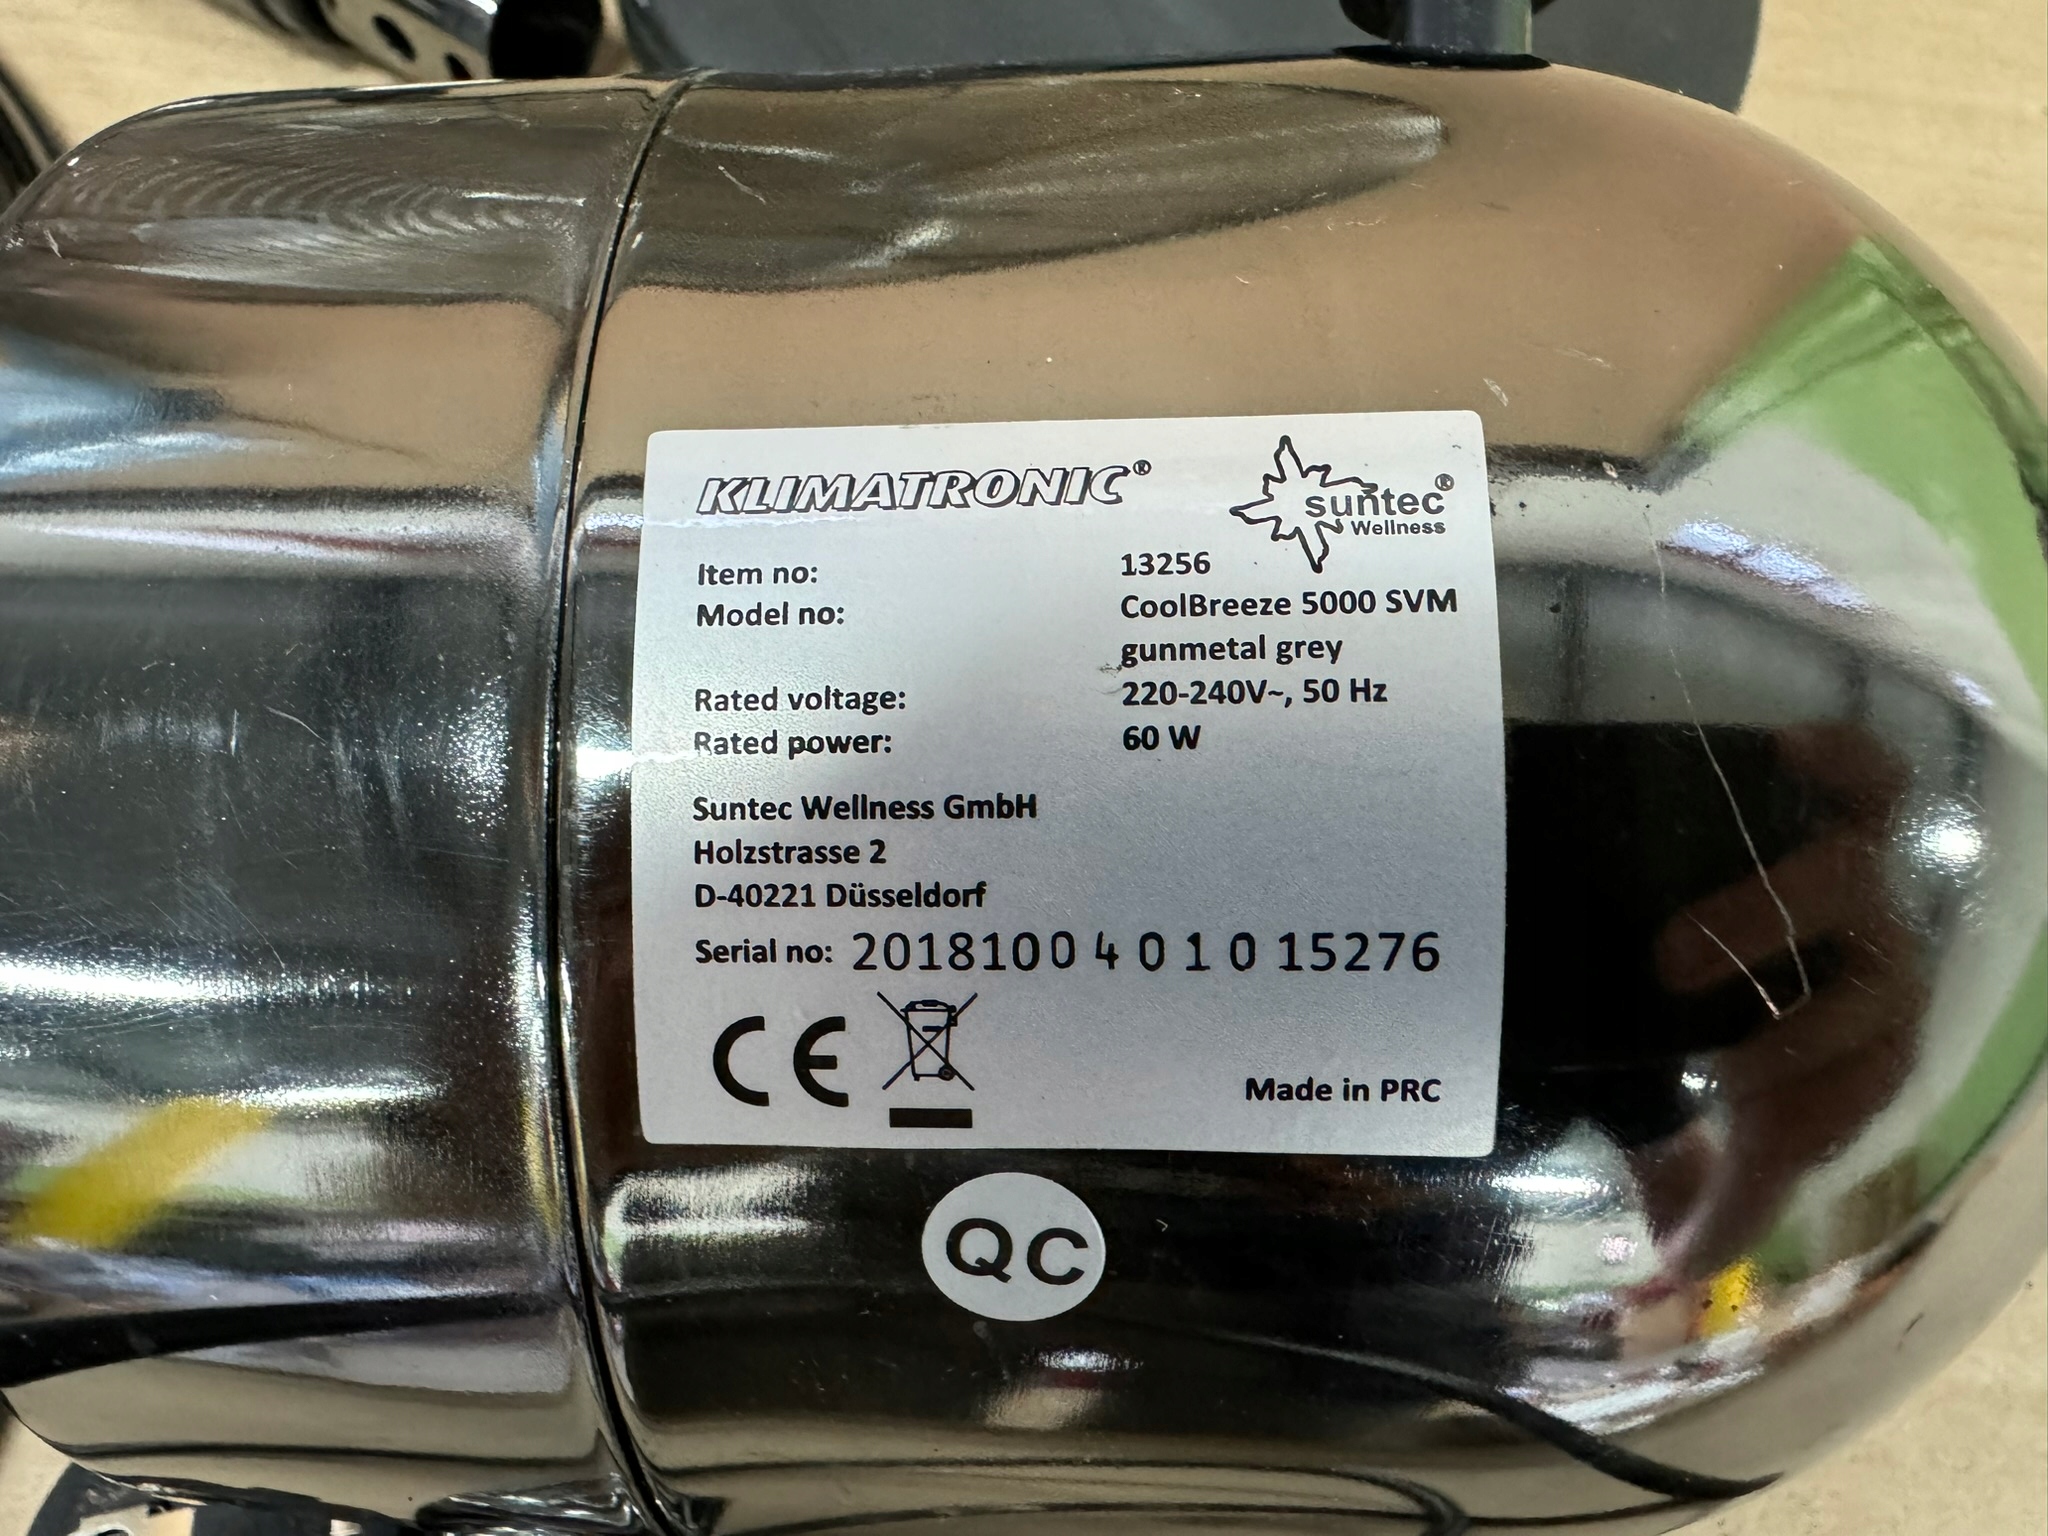 KLIMATRONIC®
suntec®
Wellness
Item no: 13256
Model no: CoolBreeze 5000 SVM
gunmetal grey
Rated voltage: 220-240V~, 50 Hz
Rated power: 60 W
Suntec Wellness GmbH
Holzstrasse 2
D-40221 Düsseldorf
Serial no: 2018100 4 0 1 0 15276
CE
Made in PRC
QC